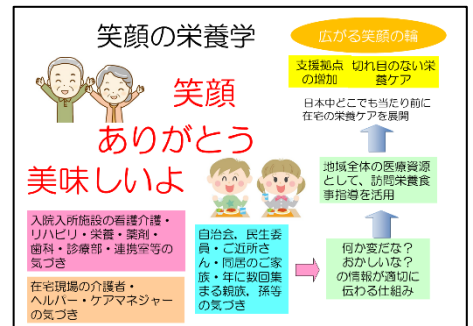 笑顔の栄養学
広がる笑顔の輪
支援拠点
の増加
切れ目のない栄
養ケア
日本中どこでも当たり前に
在宅の栄養ケアを展開
笑顔
ありがとう
美味しいよ
地域全体の医療資源
として、訪問栄養食
事指導を活用
入院入所施設の看護介護・
リハビリ・栄養・薬剤・
歯科・診療部・連携室等の
気づき
在宅現場の介護者・
ヘルパー・ケアマネジャー
の気づき
自治会，民生委
員・ご近所さ
ん・同居のご家
族・年に数回集
まる親族，孫等
の気づき
何か変だな？
おかしいな？
の情報が適切に
伝わる仕組み